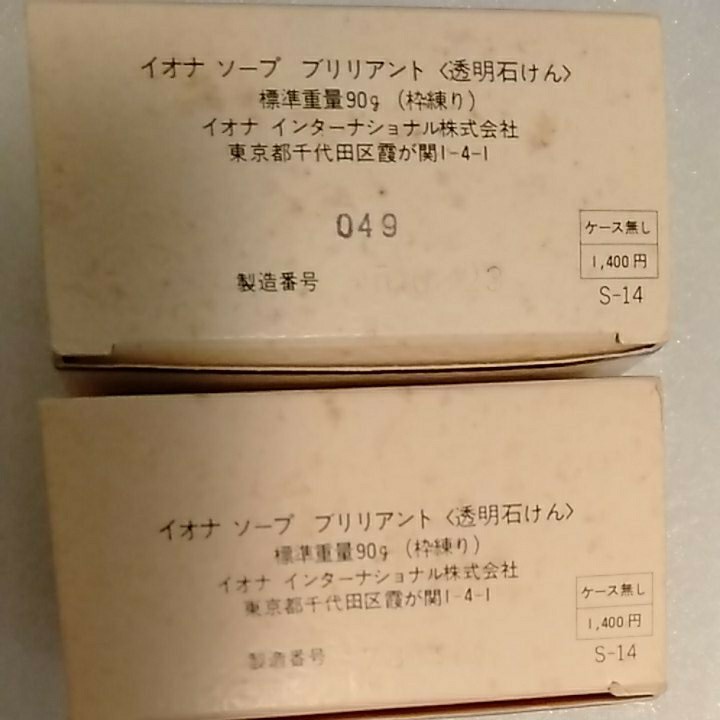 イオナ ソープ ブリリアント〈透明石けん〉
標準重量90g（枠練り）
イオナ インターナショナル株式会社
東京都千代田区霞が関1-4-1
049
ケース無し
1,400円
製造番号
S-14
イオナ ソープ ブリリアント〈透明石けん〉
標準重量90g（枠練り）
イオナ インターナショナル株式会社
東京都千代田区霞が関1-4-1
ケース無し
1,400円
製造番号
S-14